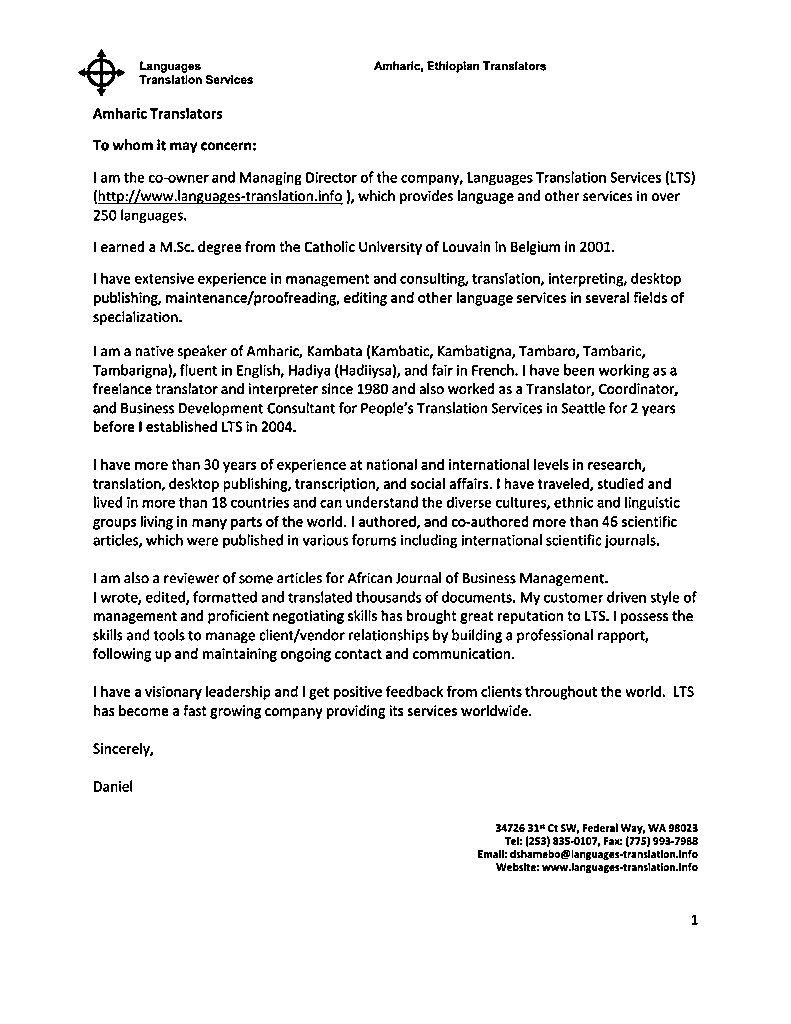 Languages
Translation Services
Amharic, Ethiopian Translators
Amharic Translators
To whom it may concern:
I am the co-owner and Managing Director of the company, Languages Translation Services (LTS)
(http://www.languages-translation.info ), which provides language and other services in over
250 languages.
I earned a M.Sc. degree from the Catholic University of Louvain in Belgium in 2001.
I have extensive experience in management and consulting, translation, interpreting, desktop
publishing, maintenance/proofreading, editing and other language services in several fields of
specialization.
I am a native speaker of Amharic, Kambata (Kambatic, Kambatigna, Tambaro, Tambaric,
Tambarigna), fluent in English, Hadiya (Hadiiysa), and fair in French. I have been working as a
freelance translator and interpreter since 1980 and also worked as a Translator, Coordinator,
and Business Development Consultant for People's Translation Services in Seattle for 2 years
before I established LTS in 2004.
I have more than 30 years of experience at national and international levels in research,
translation, desktop publishing, transcription, and social affairs. I have traveled, studied and
lived in more than 18 countries and can understand the diverse cultures, ethnic and linguistic
groups living in many parts of the world. I authored, and co-authored more than 46 scientific
articles, which were published in various forums including international scientific journals.
I am also a reviewer of some articles for African Journal of Business Management.
I wrote, edited, formatted and translated thousands of documents. My customer driven style of
management and proficient negotiating skills has brought great reputation to LTS. I possess the
skills and tools to manage client/vendor relationships by building a professional rapport,
following up and maintaining ongoing contact and communication.
I have a visionary leadership and I get positive feedback from clients throughout the world. LTS
has become a fast growing company providing its services worldwide.
Sincerely,
Daniel
34726 31st Ct SW, Federal Way, WA 98023
Tel: (253) 835-0107, Fax: (775) 993-7968
Email: dshamebo@languages-translation.info
Website: www.languages-translation.info
1